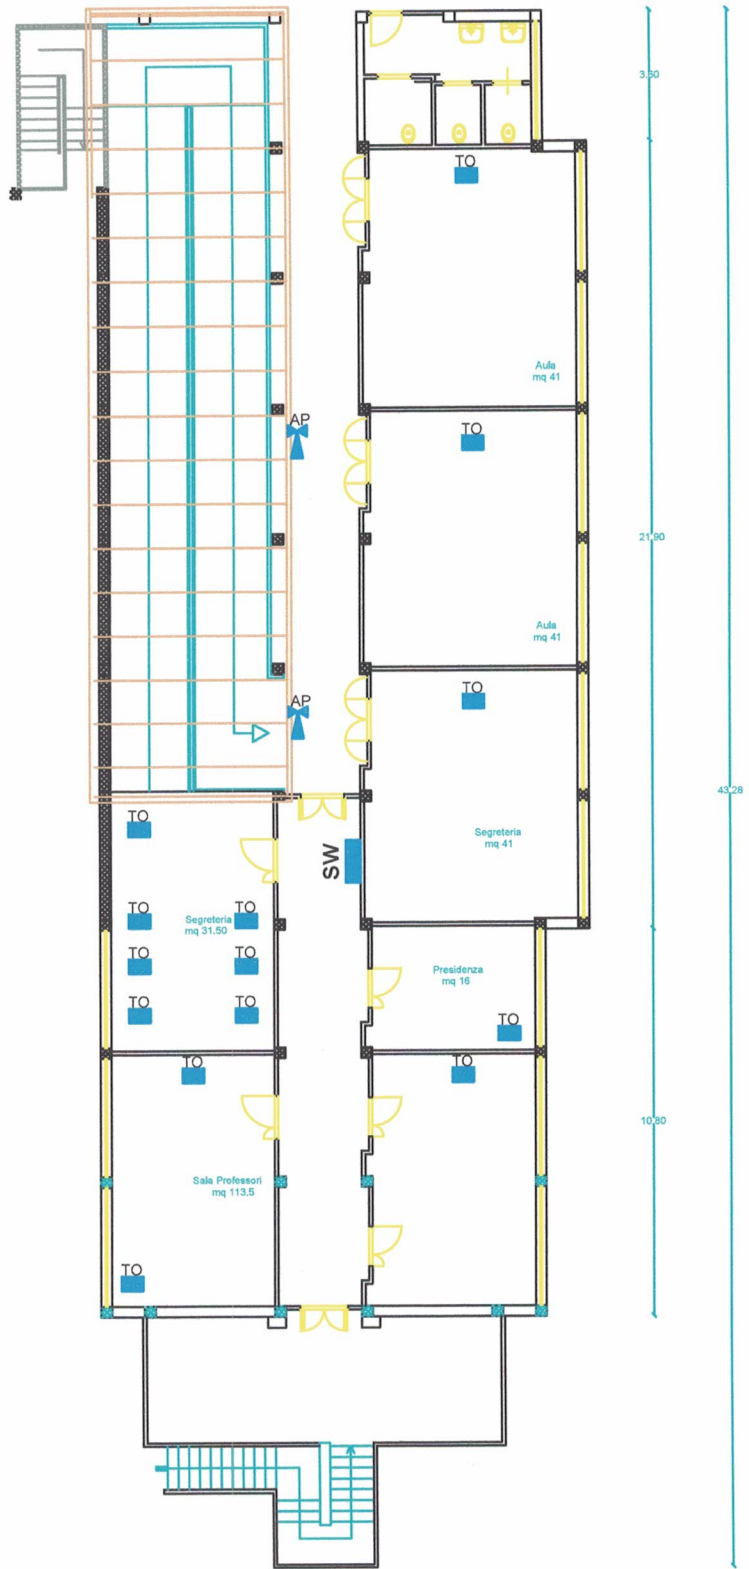 3.60
TO
Aula
mq 41
AP
TO
21.90
Aula
mq 41
TO
AP
43.28
TO
SW
Segreteria
mq 41
TO
TO
Segreteria
mq 31.50
TO
TO
Presidenza
mq 16
TO
TO
TO
TO
TO
10.80
Sala Professori
mq 113.5
TO